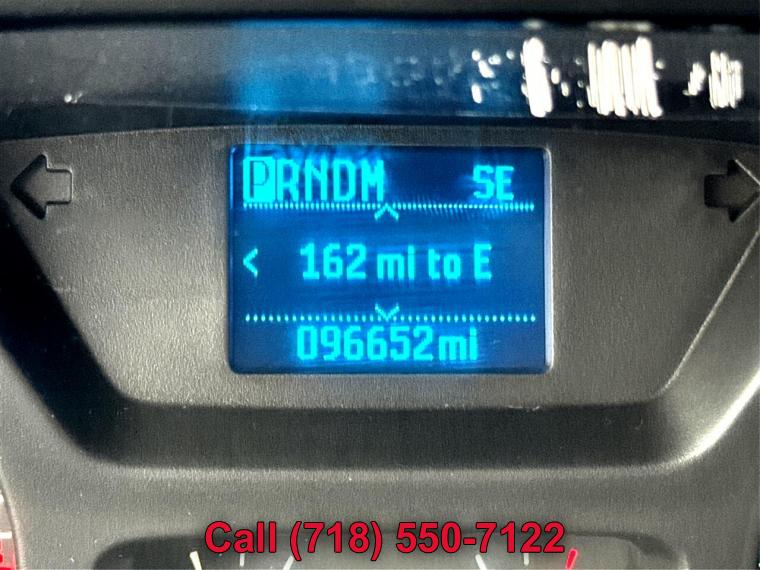 PRNDM SE
< 162 mi to E
096652mi
Call (718) 550-7122